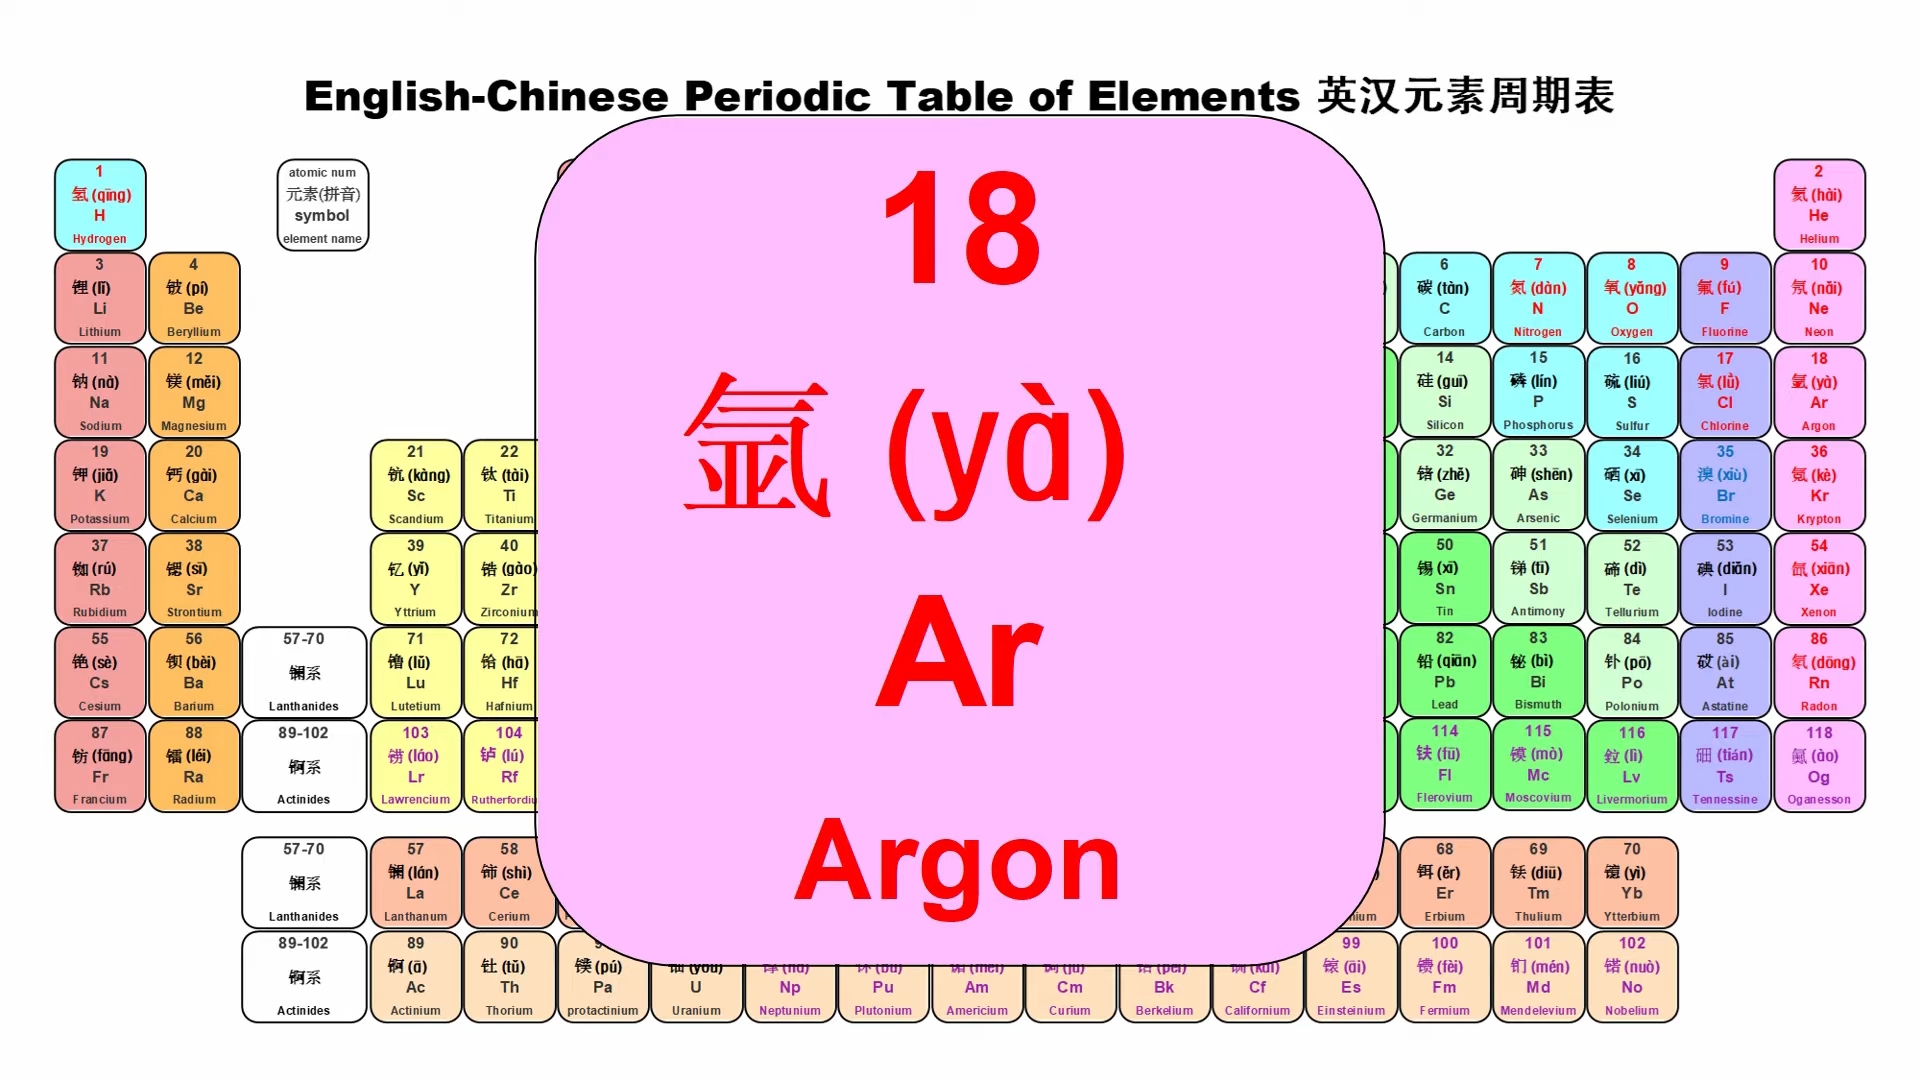 English-Chinese Periodic Table of Elements 英汉元素周期表
1
氢 (qīng)
H
Hydrogen
atomic num
元素(拼音)
symbol
element name
18
氩 (yà)
Ar
Argon
2
氦 (hài)
He
Helium
3
锂 (lǐ)
Li
Lithium
4
铍 (pí)
Be
Beryllium
6
碳 (tàn)
C
Carbon
7
氮 (dàn)
N
Nitrogen
8
氧 (yǎng)
O
Oxygen
9
氟 (fú)
F
Fluorine
10
氖 (nǎi)
Ne
Neon
11
钠 (nà)
Na
Sodium
12
镁 (měi)
Mg
Magnesium
14
硅 (guī)
Si
Silicon
15
磷 (lín)
P
Phosphorus
16
硫 (liú)
S
Sulfur
17
氯 (lǜ)
Cl
Chlorine
18
氩 (yà)
Ar
Argon
19
钾 (jiǎ)
K
Potassium
20
钙 (gài)
Ca
Calcium
21
钪 (kàng)
Sc
Scandium
22
钛 (tài)
Ti
Titanium
32
锗 (zhě)
Ge
Germanium
33
砷 (shēn)
As
Arsenic
34
硒 (xī)
Se
Selenium
35
溴 (xiù)
Br
Bromine
36
氪 (kè)
Kr
Krypton
37
铷 (rú)
Rb
Rubidium
38
锶 (sī)
Sr
Strontium
39
钇 (yǐ)
Y
Yttrium
40
锆 (gào)
Zr
Zirconium
50
锡 (xī)
Sn
Tin
51
锑 (tī)
Sb
Antimony
52
碲 (dì)
Te
Tellurium
53
碘 (diǎn)
I
Iodine
54
氙 (xiān)
Xe
Xenon
55
铯 (sè)
Cs
Cesium
56
钡 (bèi)
Ba
Barium
57-70
镧系
Lanthanides
71
镥 (lǔ)
Lu
Lutetium
72
铪 (hā)
Hf
Hafnium
82
铅 (qiān)
Pb
Lead
83
铋 (bì)
Bi
Bismuth
84
钋 (pō)
Po
Polonium
85
砹 (ài)
At
Astatine
86
氡 (dōng)
Rn
Radon
87
钫 (fāng)
Fr
Francium
88
镭 (léi)
Ra
Radium
89-102
锕系
Actinides
103
铹 (láo)
Lr
Lawrencium
104
𬬻 (lú)
Rf
Rutherfordiu
114
𫓧 (fū)
Fl
Flerovium
115
镆 (mò)
Mc
Moscovium
116
𫟷 (lì)
Lv
Livermorium
117
鿬 (tián)
Ts
Tennessine
118
鿫 (ào)
Og
Oganesson
57-70
镧系
Lanthanides
57
镧 (lán)
La
Lanthanum
58
铈 (shì)
Ce
Cerium
68
铒 (ěr)
Er
Erbium
69
铥 (diū)
Tm
Thulium
70
镱 (yì)
Yb
Ytterbium
89-102
锕系
Actinides
89
锕 (ā)
Ac
Actinium
90
钍 (tǔ)
Th
Thorium
镤 (pú)
Pa
protactinium
U
Uranium
Np
Neptunium
Pu
Plutonium
Am
Americium
Cm
Curium
Bk
Berkelium
Cf
Californium
99
锿 (āi)
Es
Einsteinium
100
镄 (fèi)
Fm
Fermium
101
钔 (mén)
Md
Mendelevium
102
锘 (nuò)
No
Nobelium